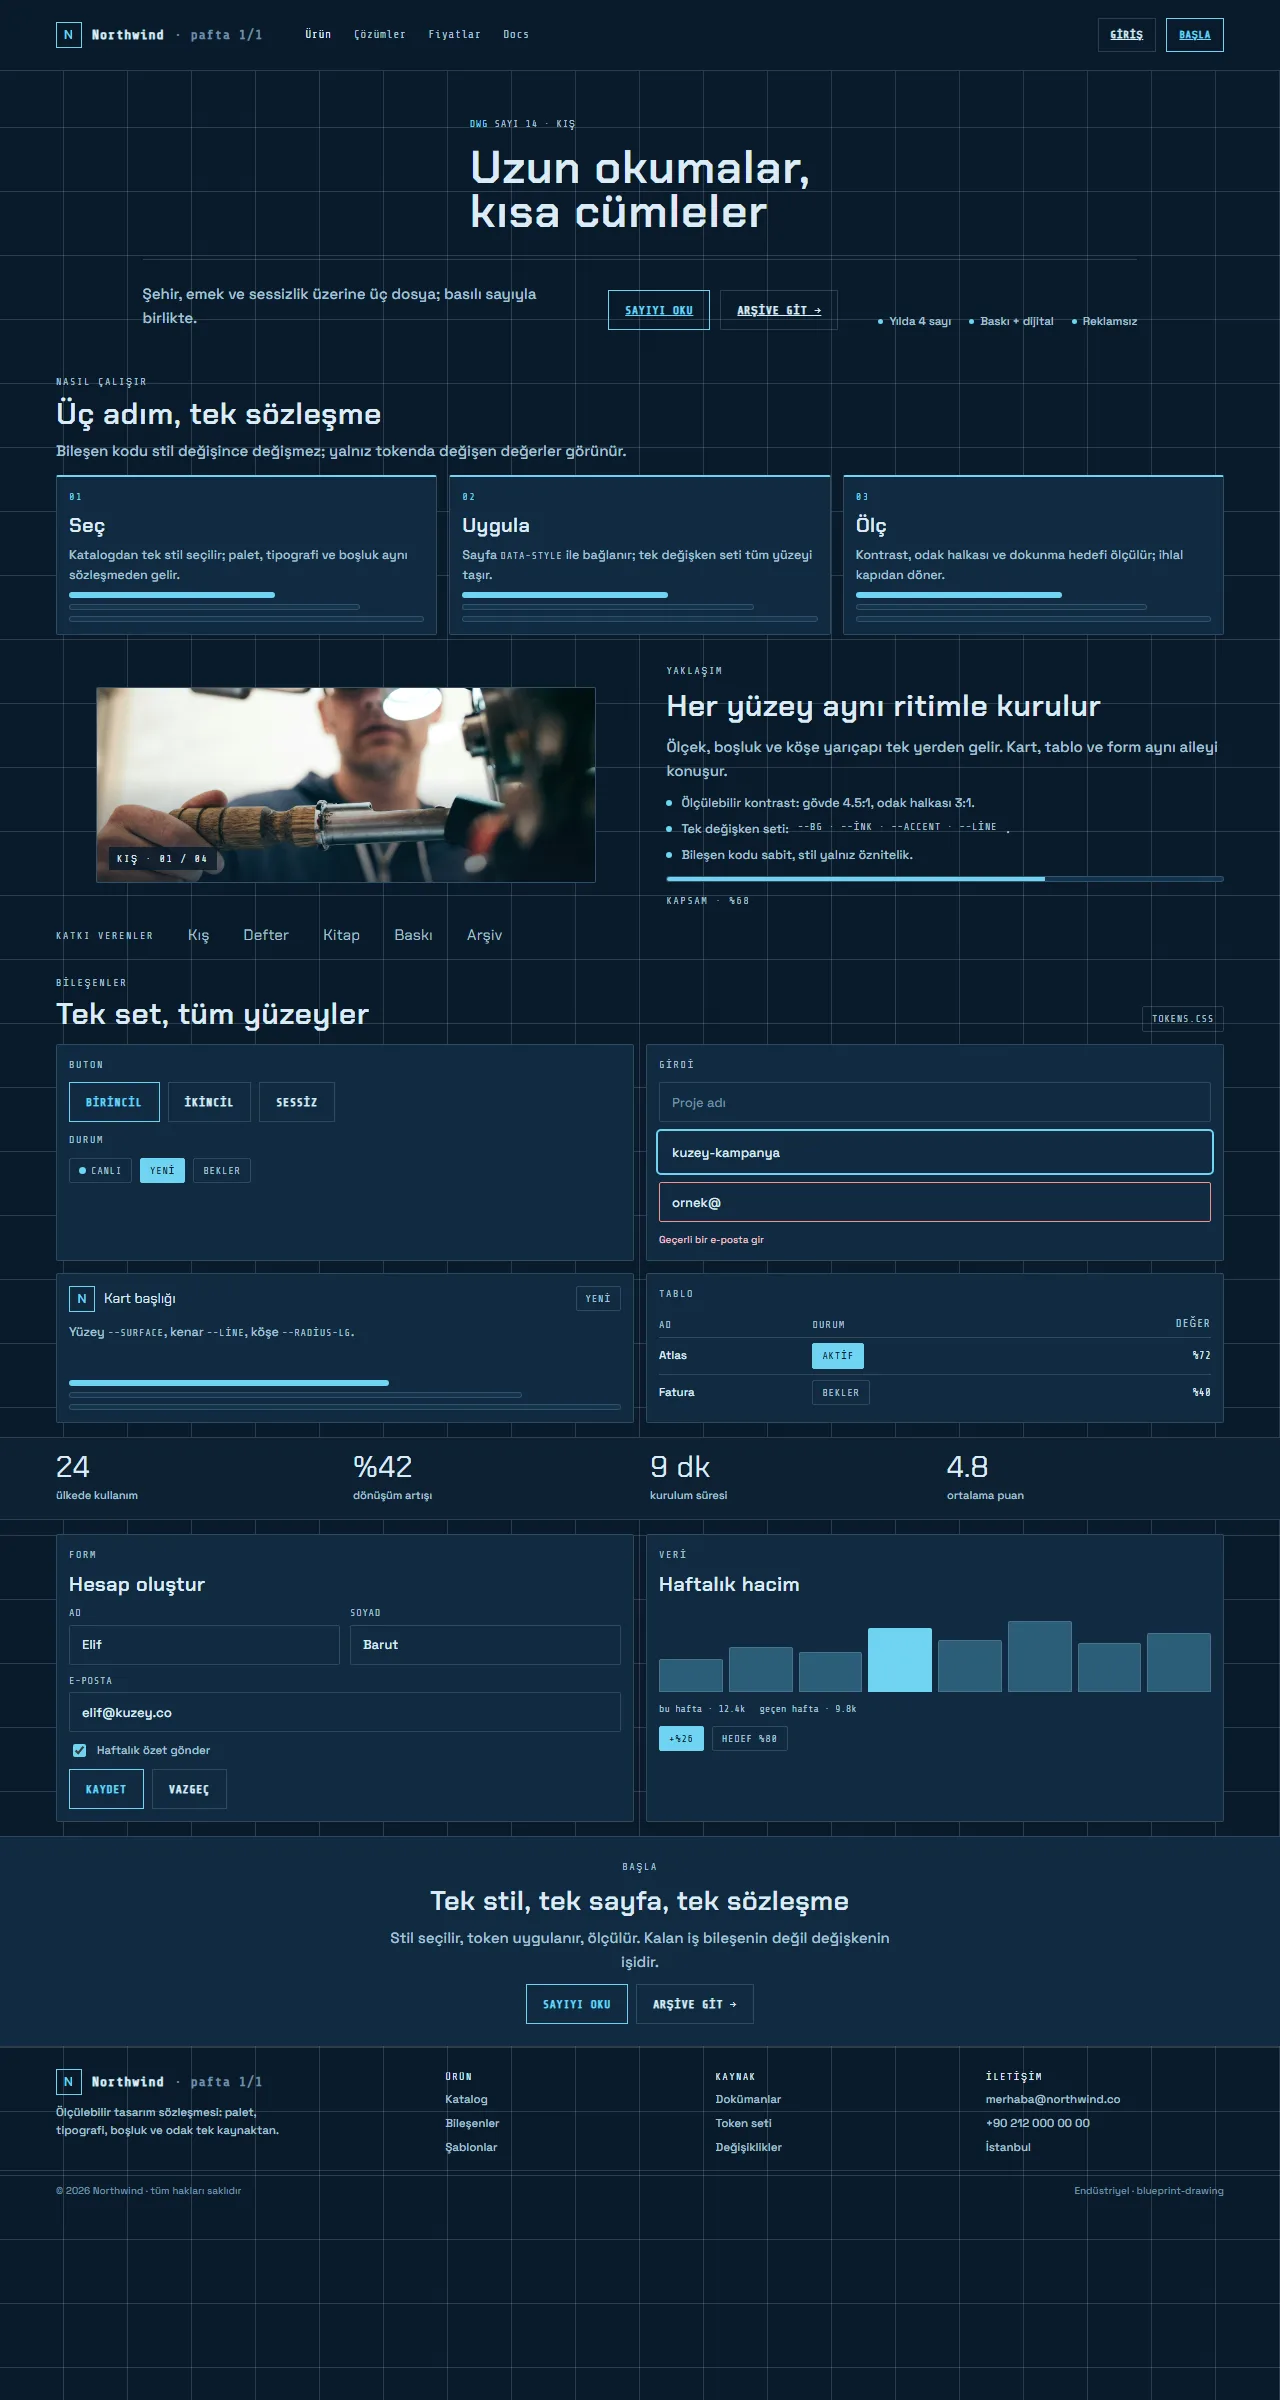 N Northwind · pafta 1/1 Ürün Çözümler Fiyatlar Docs GİRİŞ BAŞLA
DWG SAYI 14 · KIŞ
Uzun okumalar,
kısa cümleler
Şehir, emek ve sessizlik üzerine üç dosya; basılı sayıyla
birlikte.
SAYIYI OKU ARŞİVE GİT →
Yılda 4 sayı Baskı + dijital Reklamsız
NASIL ÇALIŞIR
Üç adım, tek sözleşme
Bileşen kodu stil değişince değişmez; yalnız tokenda değişen değerler görünür.
01
Seç
Katalogdan tek stil seçilir; palet, tipografi ve boşluk aynı
sözleşmeden gelir.
02
Uygula
Sayfa DATA-STYLE ile bağlanır; tek değişken seti tüm yüzeyi
taşır.
03
Ölç
Kontrast, odak halkası ve dokunma hedefi ölçülür; ihlal
kapıdan döner.
KIŞ · 01 / 04
YAKLAŞIM
Her yüzey aynı ritimle kurulur
Ölçek, boşluk ve köşe yarıçapı tek yerden gelir. Kart, tablo ve form aynı aileyi
konuşur.
Ölçülebilir kontrast: gövde 4.5:1, odak halkası 3:1.
Tek değişken seti: --BG · --İNK · --ACCENT · --LİNE .
Bileşen kodu sabit, stil yalnız öznitelik.
KAPSAM · %68
KATKI VERENLER Kış Defter Kitap Baskı Arşiv
BİLEŞENLER
Tek set, tüm yüzeyler
TOKENS.CSS
BUTON
BİRİNCİL İKİNCİL SESSİZ
DURUM
CANLI YENİ BEKLER
GİRDİ
Proje adı
kuzey-kampanya
ornek@
Geçerli bir e-posta gir
N Kart başlığı YENİ
Yüzey --SURFACE, kenar --LİNE, köşe --RADİUS-LG.
TABLO
AD DURUM DEĞER
Atlas AKTİF %72
Fatura BEKLER %40
24 %42 9 dk 4.8
ülkede kullanım dönüşüm artışı kurulum süresi ortalama puan
FORM
Hesap oluştur
AD SOYAD
Elif Barut
E-POSTA
elif@kuzey.co
Haftalık özet gönder
KAYDET VAZGEÇ
VERİ
Haftalık hacim
bu hafta · 12.4k geçen hafta · 9.8k
+%26 HEDEF %80
BAŞLA
Tek stil, tek sayfa, tek sözleşme
Stil seçilir, token uygulanır, ölçülür. Kalan iş bileşenin değil değişkenin
işidir.
SAYIYI OKU ARŞİVE GİT →
N Northwind · pafta 1/1
Ölçülebilir tasarım sözleşmesi: palet,
tipografi, boşluk ve odak tek kaynaktan.
ÜRÜN
Katalog
Bileşenler
Şablonlar
KAYNAK
Dokümanlar
Token seti
Değişiklikler
İLETİŞİM
merhaba@northwind.co
+90 212 000 00 00
İstanbul
© 2026 Northwind · tüm hakları saklıdır Endüstriyel · blueprint-drawing